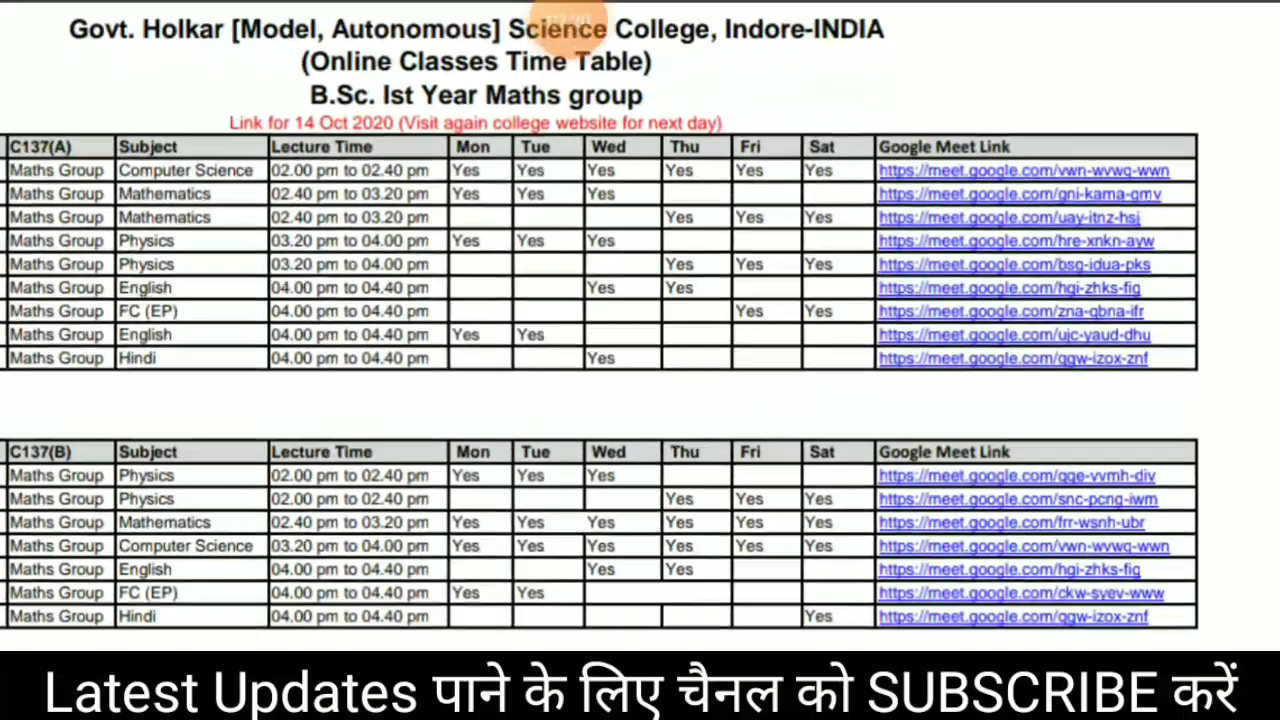 Govt. Holkar [Model, Autonomous] Science College, Indore-INDIA
(Online Classes Time Table)
B.Sc. Ist Year Maths group
Link for 14 Oct 2020 (Visit again college website for next day)
C137(A) Subject Lecture Time Mon Tue Wed Thu Fri Sat Google Meet Link
Maths Group Computer Science 02.00 pm to 02.40 pm Yes Yes Yes Yes Yes Yes https://meet.google.com/vwn-wvwq-wwn
Maths Group Mathematics 02.40 pm to 03.20 pm Yes Yes Yes https://meet.google.com/gni-kama-gmv
Maths Group Mathematics 02.40 pm to 03.20 pm Yes Yes Yes https://meet.google.com/uay-itnz-hsj
Maths Group Physics 03.20 pm to 04.00 pm Yes Yes Yes https://meet.google.com/hre-xnkn-ayw
Maths Group Physics 03.20 pm to 04.00 pm Yes Yes Yes https://meet.google.com/bsg-idua-pks
Maths Group English 04.00 pm to 04.40 pm Yes Yes https://meet.google.com/hgi-zhks-fig
Maths Group FC (EP) 04.00 pm to 04.40 pm Yes Yes https://meet.google.com/zna-qbna-ifr
Maths Group English 04.00 pm to 04.40 pm Yes Yes https://meet.google.com/ujc-yaud-dhu
Maths Group Hindi 04.00 pm to 04.40 pm Yes https://meet.google.com/qgw-izox-znf
C137(B) Subject Lecture Time Mon Tue Wed Thu Fri Sat Google Meet Link
Maths Group Physics 02.00 pm to 02.40 pm Yes Yes Yes https://meet.google.com/qqe-vvmh-div
Maths Group Physics 02.00 pm to 02.40 pm Yes Yes Yes https://meet.google.com/snc-pcng-iwm
Maths Group Mathematics 02.40 pm to 03.20 pm Yes Yes Yes Yes Yes Yes https://meet.google.com/frr-wsnh-ubr
Maths Group Computer Science 03.20 pm to 04.00 pm Yes Yes Yes Yes Yes Yes https://meet.google.com/vwn-wvwq-wwn
Maths Group English 04.00 pm to 04.40 pm Yes Yes https://meet.google.com/hgi-zhks-fig
Maths Group FC (EP) 04.00 pm to 04.40 pm Yes Yes https://meet.google.com/ckw-syev-www
Maths Group Hindi 04.00 pm to 04.40 pm Yes https://meet.google.com/qgw-izox-znf
Latest Updates पाने के लिए चैनल को SUBSCRIBE करें